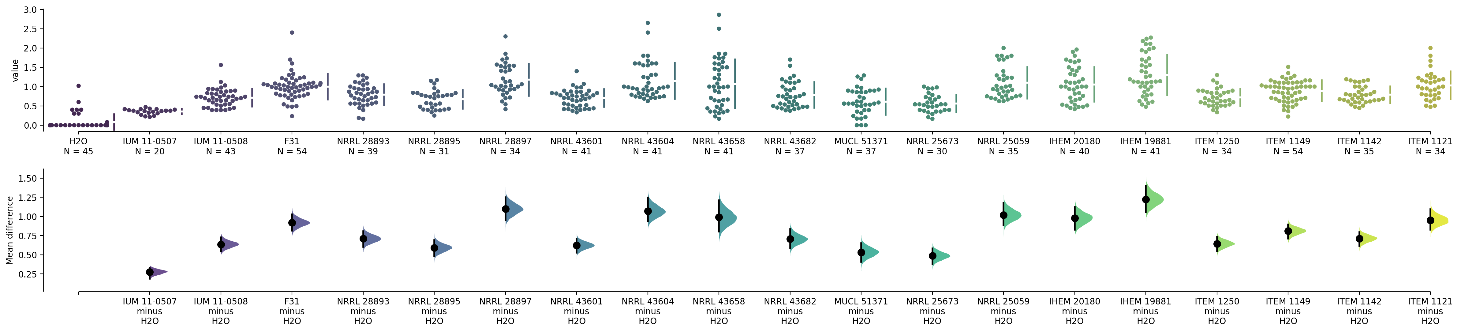 3.0
2.5
2.0
1.5
1.0
0.5
0.0
value
H2O IUM 11-0507 IUM 11-0508 F31 NRRL 28893 NRRL 28895 NRRL 28897 NRRL 43601 NRRL 43604 NRRL 43658 NRRL 43682 MUCL 51371 NRRL 25673 NRRL 25059 IHEM 20180 IHEM 19881 ITEM 1250 ITEM 1149 ITEM 1142 ITEM 1121
N = 45 N = 20 N = 43 N = 54 N = 39 N = 31 N = 34 N = 41 N = 41 N = 41 N = 37 N = 37 N = 30 N = 35 N = 40 N = 41 N = 34 N = 54 N = 35 N = 34
1.50
1.25
1.00
0.75
0.50
0.25
Mean difference
IUM 11-0507 IUM 11-0508 F31 NRRL 28893 NRRL 28895 NRRL 28897 NRRL 43601 NRRL 43604 NRRL 43658 NRRL 43682 MUCL 51371 NRRL 25673 NRRL 25059 IHEM 20180 IHEM 19881 ITEM 1250 ITEM 1149 ITEM 1142 ITEM 1121
minus minus minus minus minus minus minus minus minus minus minus minus minus minus minus minus minus minus minus
H2O H2O H2O H2O H2O H2O H2O H2O H2O H2O H2O H2O H2O H2O H2O H2O H2O H2O H2O